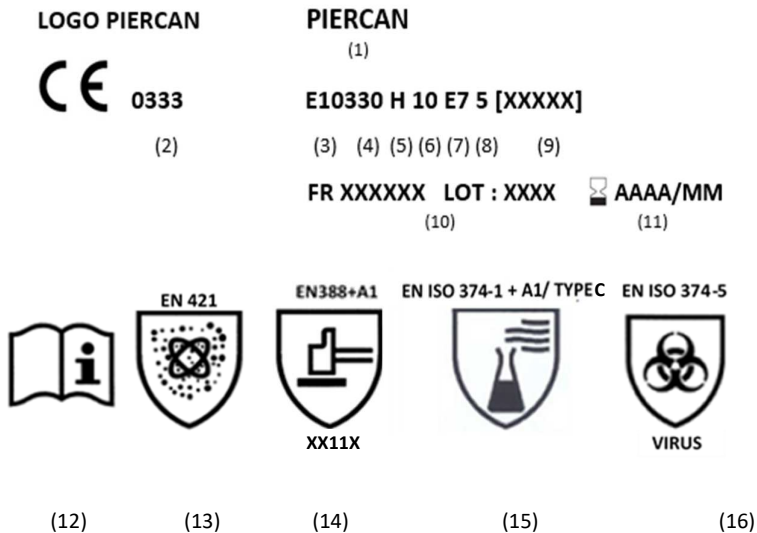 LOGO PIERCAN PIERCAN
(1)
CE 0333 E10330 H 10 E7 5 [XXXXX]
(2) (3) (4) (5) (6) (7) (8) (9)
FR XXXXXX LOT : XXXX AAAA/MM
(10) (11)
EN 421 EN388+A1 EN ISO 374-1 + A1/ TYPE C EN ISO 374-5
i
XX11X VIRUS
(12) (13) (14) (15) (16)